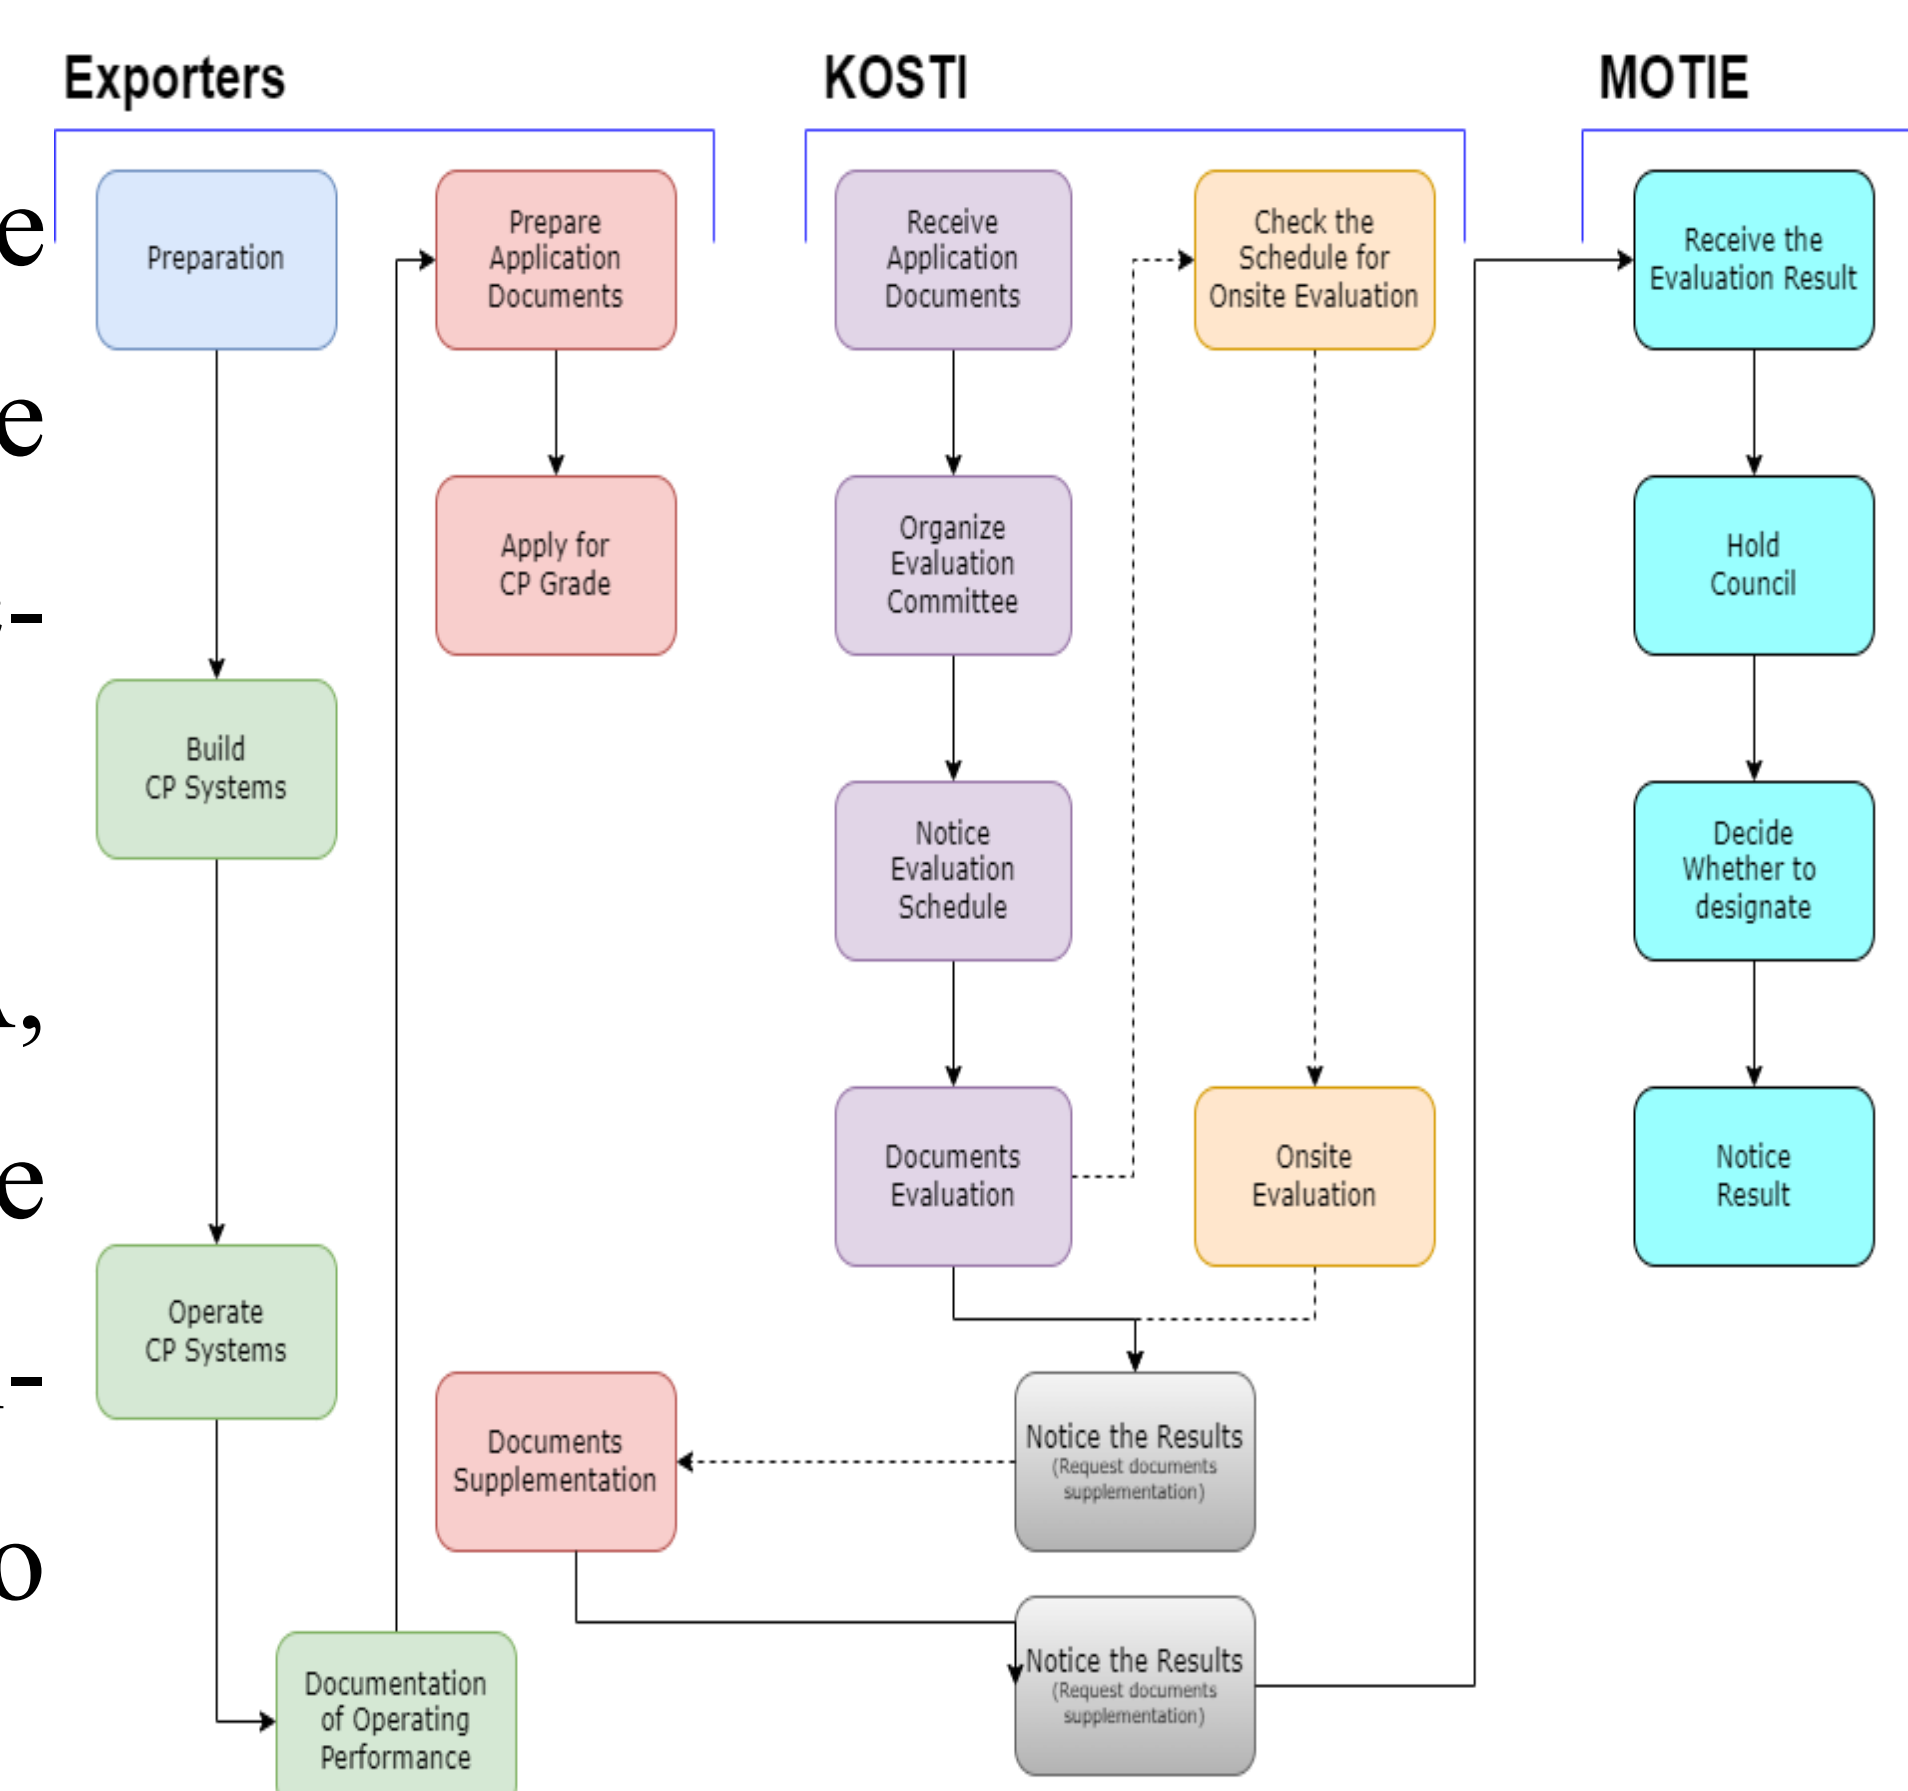 Exporters
KOSTI
MOTIE
Preparation
Prepare
Application
Documents
Receive
Application
Documents
Check the
Schedule for
Onsite Evaluation
Receive the
Evaluation Result
Apply for
CP Grade
Organize
Evaluation
Committee
Hold
Council
Build
CP Systems
Notice
Evaluation
Schedule
Decide
Whether to
designate
Documents
Evaluation
Onsite
Evaluation
Notice
Result
Operate
CP Systems
Documents
Supplementation
Notice the Results
(Request documents
supplementation)
Documentation
of Operating
Performance
Notice the Results
(Request documents
supplementation)
e
e
-
,
e
-
o